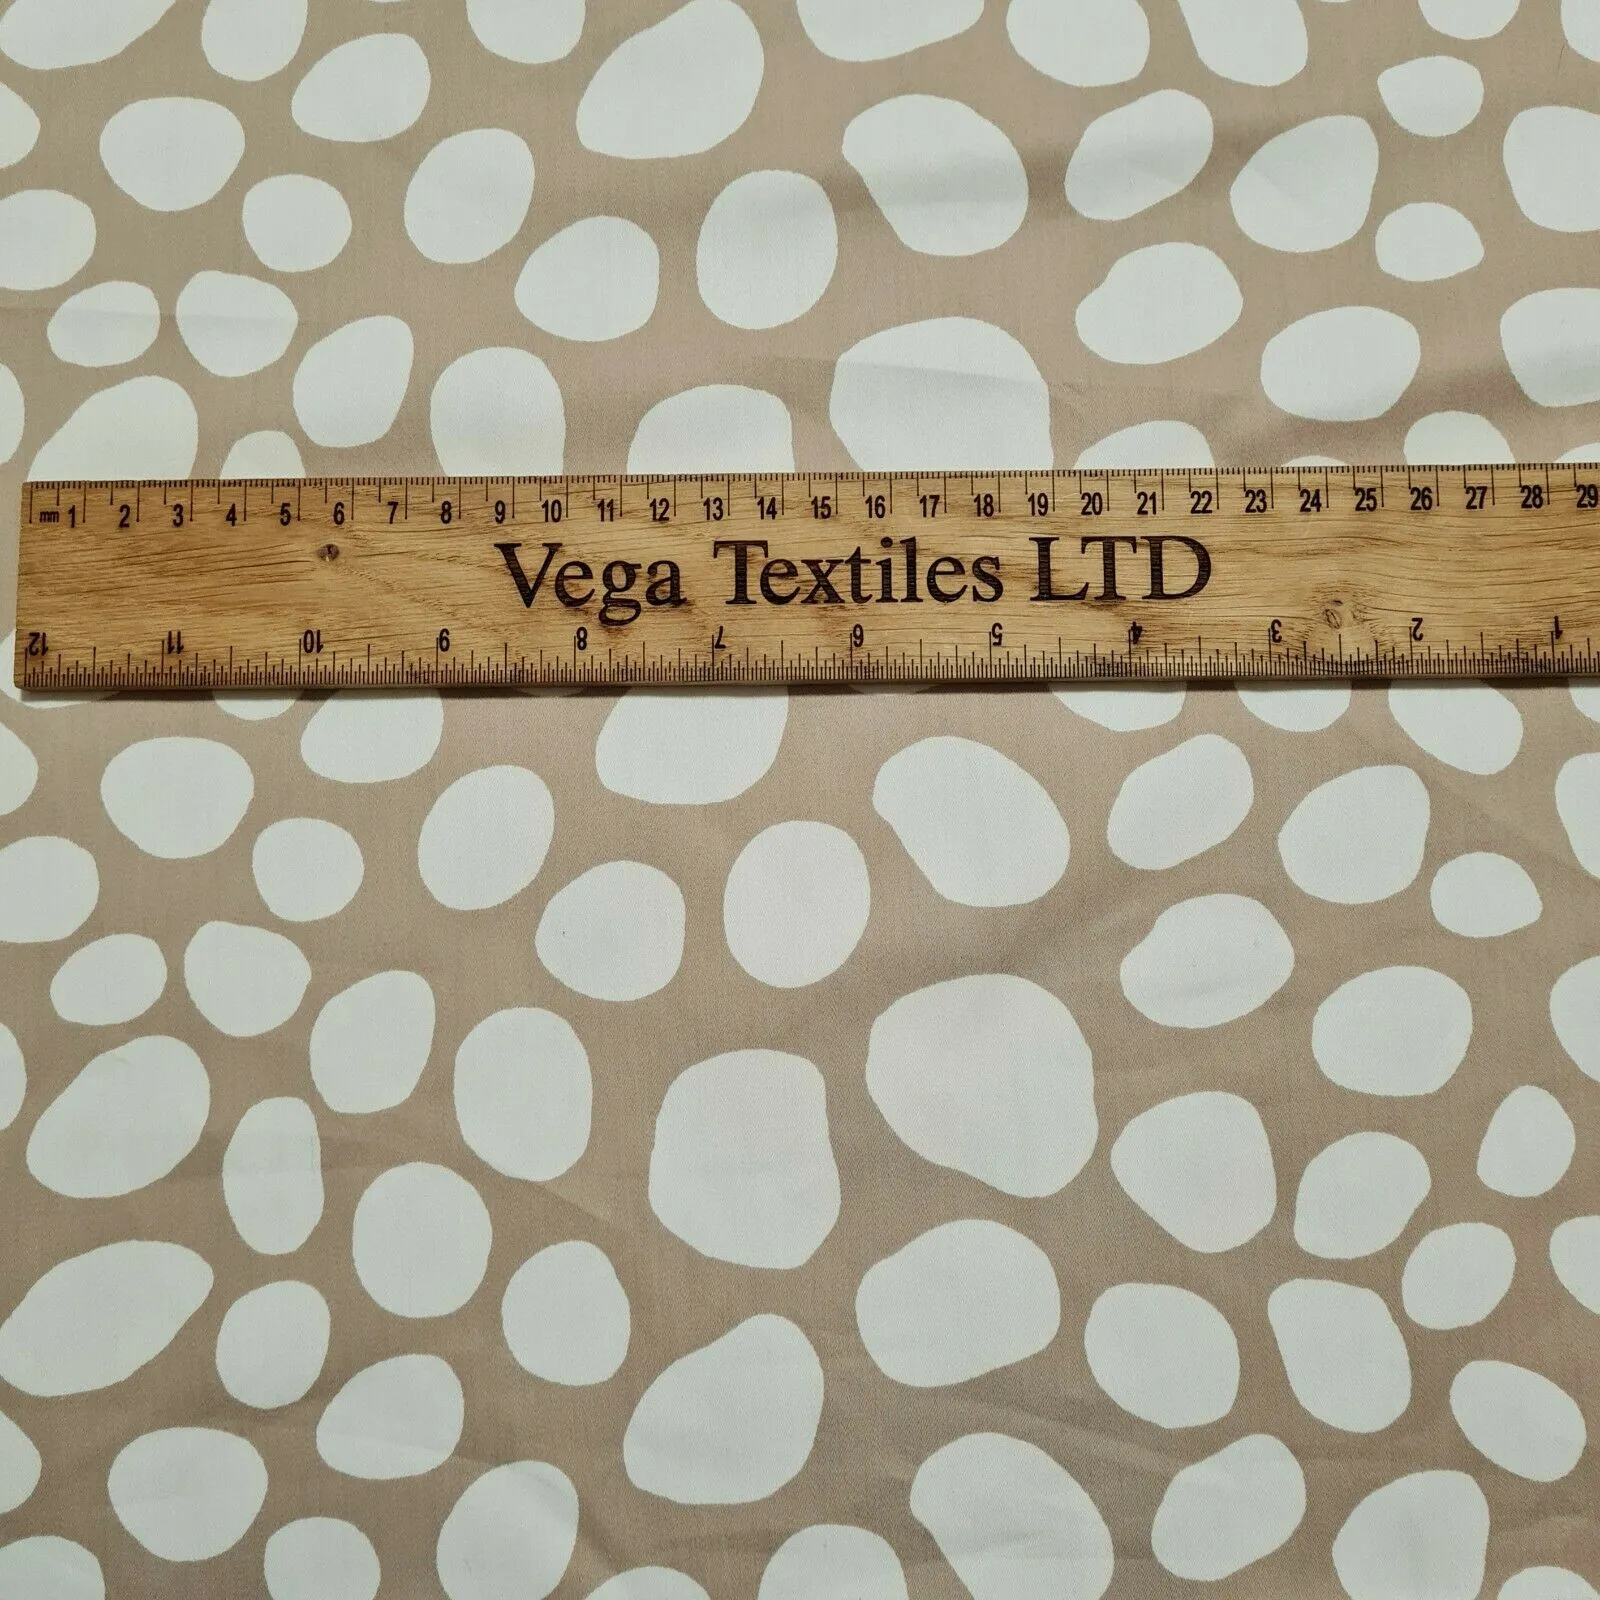 mm 1 2 3 4 5 6 7 8 9 10 11 12 13 14 15 16 17 18 19 20 21 22 23 24 25 26 27 28 29
Vega Textiles LTD
12 11 10 9 8 7 6 5 4 3 2 1